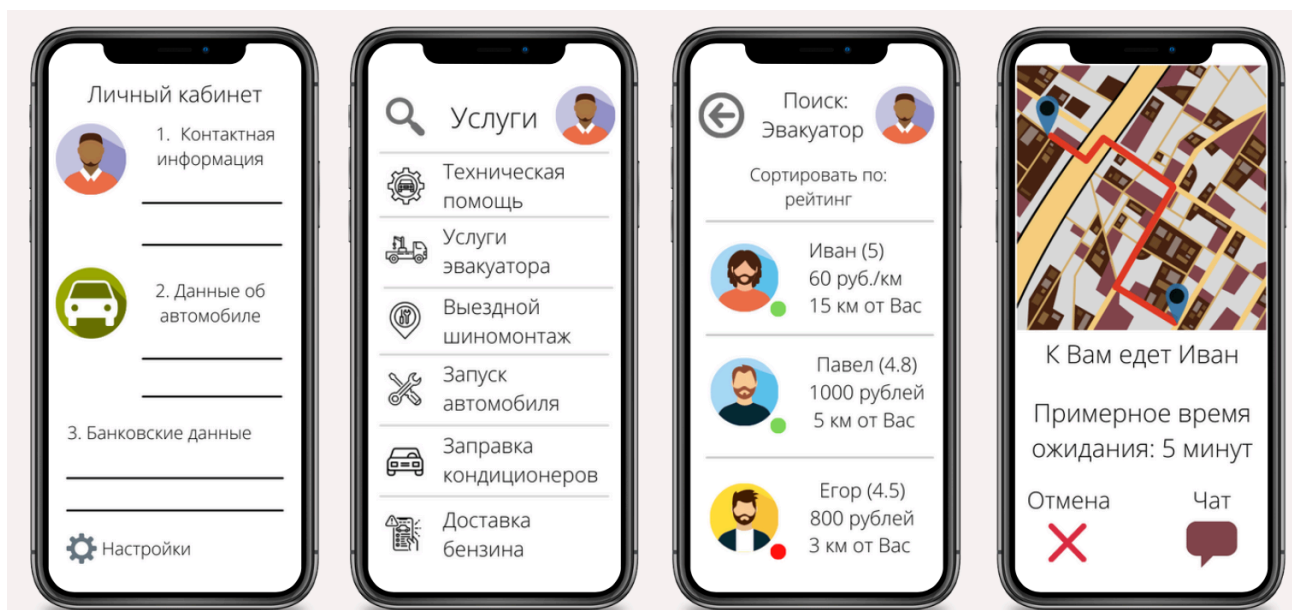 Личный кабинет
1. Контактная
информация
2. Данные об
автомобиле
3. Банковские данные
Настройки
Услуги
Техническая
помощь
Услуги
эвакуатора
Выездной
шиномонтаж
Запуск
автомобиля
Заправка
кондиционеров
Доставка
бензина
Поиск:
Эвакуатор
Сортировать по:
рейтинг
Иван (5)
60 руб./км
15 км от Вас
Павел (4.8)
1000 рублей
5 км от Вас
Егор (4.5)
800 рублей
3 км от Вас
К Вам едет Иван
Примерное время
ожидания: 5 минут
Отмена
Чат